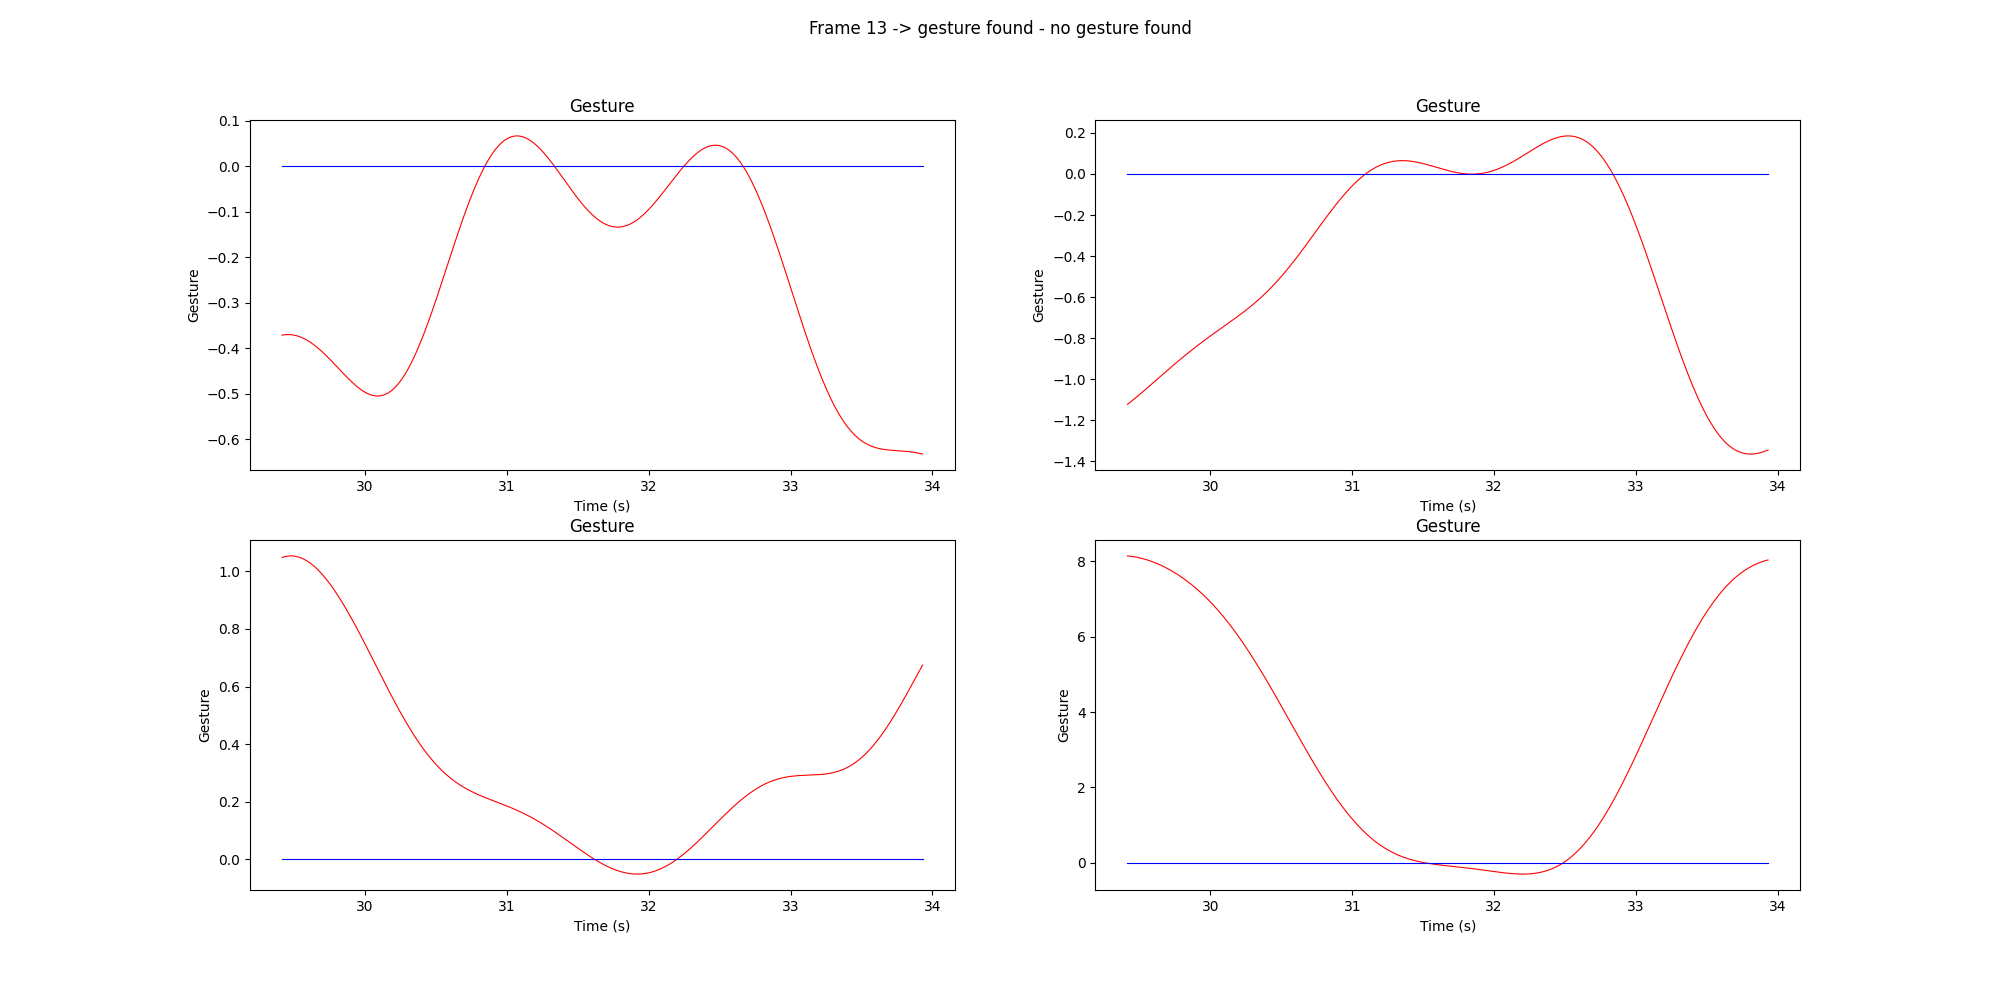 Frame 13 -> gesture found - no gesture found
Gesture
0.1
0.0
−0.1
−0.2
−0.3
−0.4
−0.5
−0.6
Gesture
30 31 32 33 34
Time (s)
Gesture
0.2
0.0
−0.2
−0.4
−0.6
−0.8
−1.0
−1.2
−1.4
Gesture
30 31 32 33 34
Time (s)
Gesture
1.0
0.8
0.6
0.4
0.2
0.0
Gesture
30 31 32 33 34
Time (s)
Gesture
8
6
4
2
0
Gesture
30 31 32 33 34
Time (s)